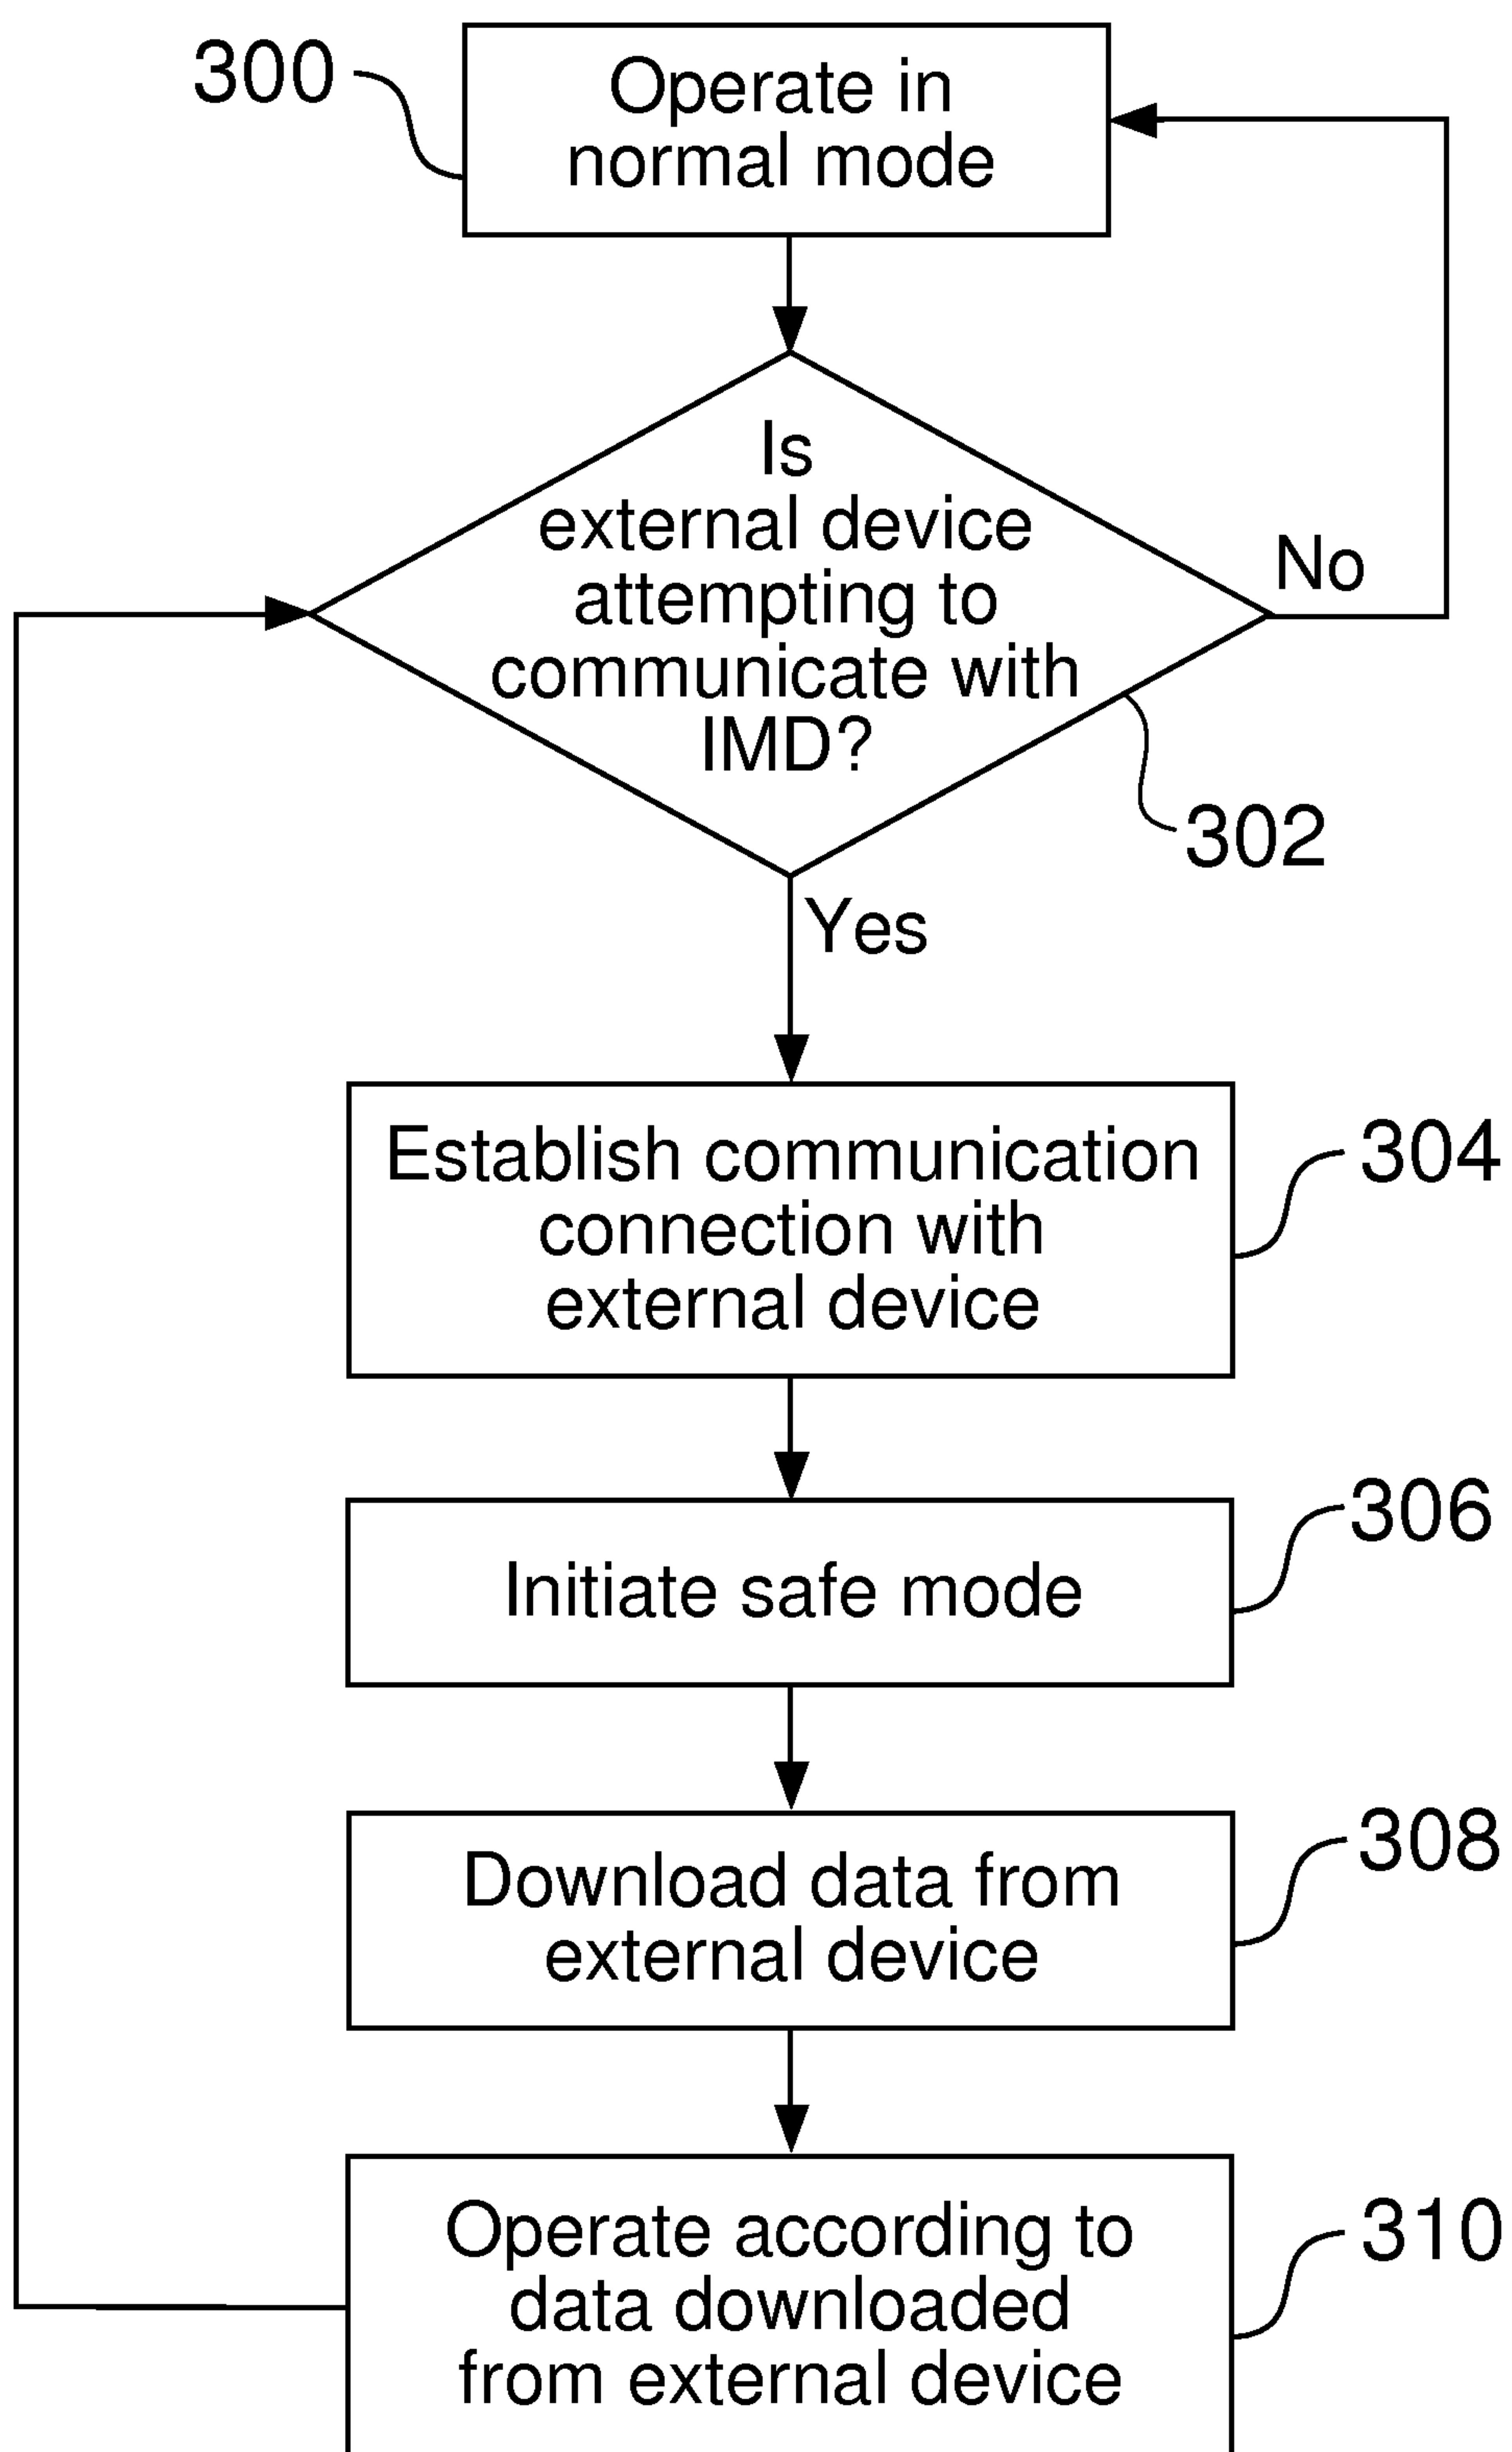 300
Operate in
normal mode
Is
external device
attempting to
communicate with
IMD?
No
302
Yes
Establish communication
connection with
external device
304
306
Initiate safe mode
308
Download data from
external device
310
Operate according to
data downloaded
from external device